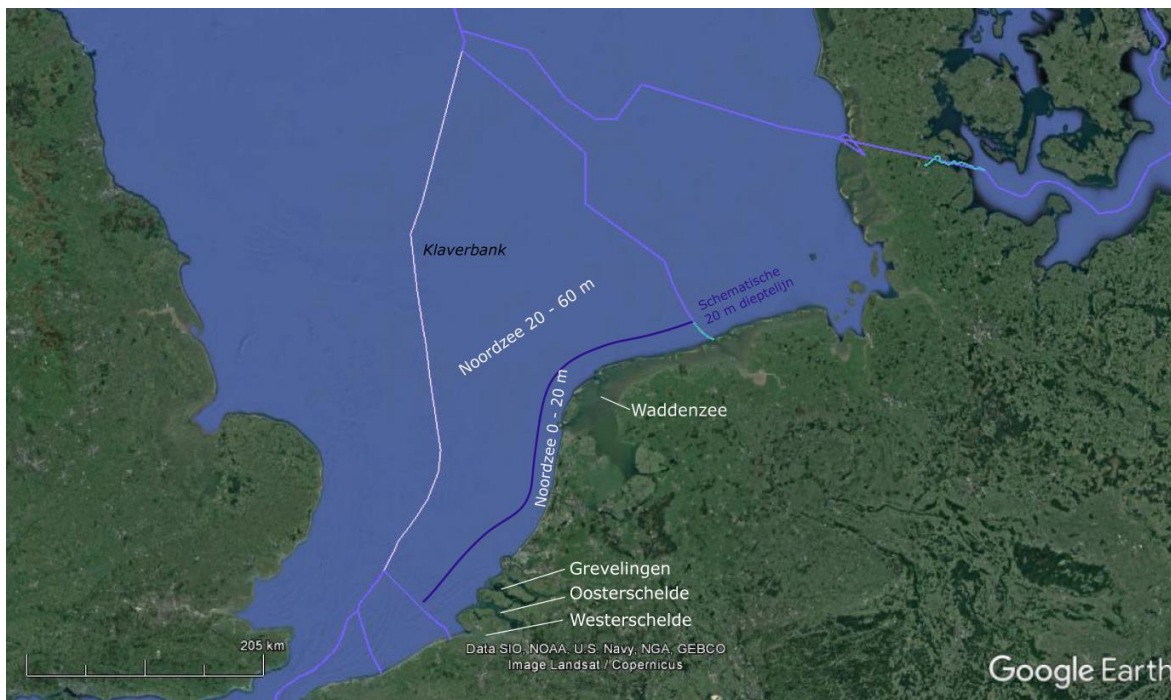 Klaverbank
Noordzee 20 - 60 m
Schematische
20 m dieptelijn
Noordzee 0 - 20 m
Waddenzee
Grevelingen
Oosterschelde
Westerschelde
205 km
Data SIO, NOAA, U.S. Navy, NGA, GEBCO
Image Landsat / Copernicus
Google Earth